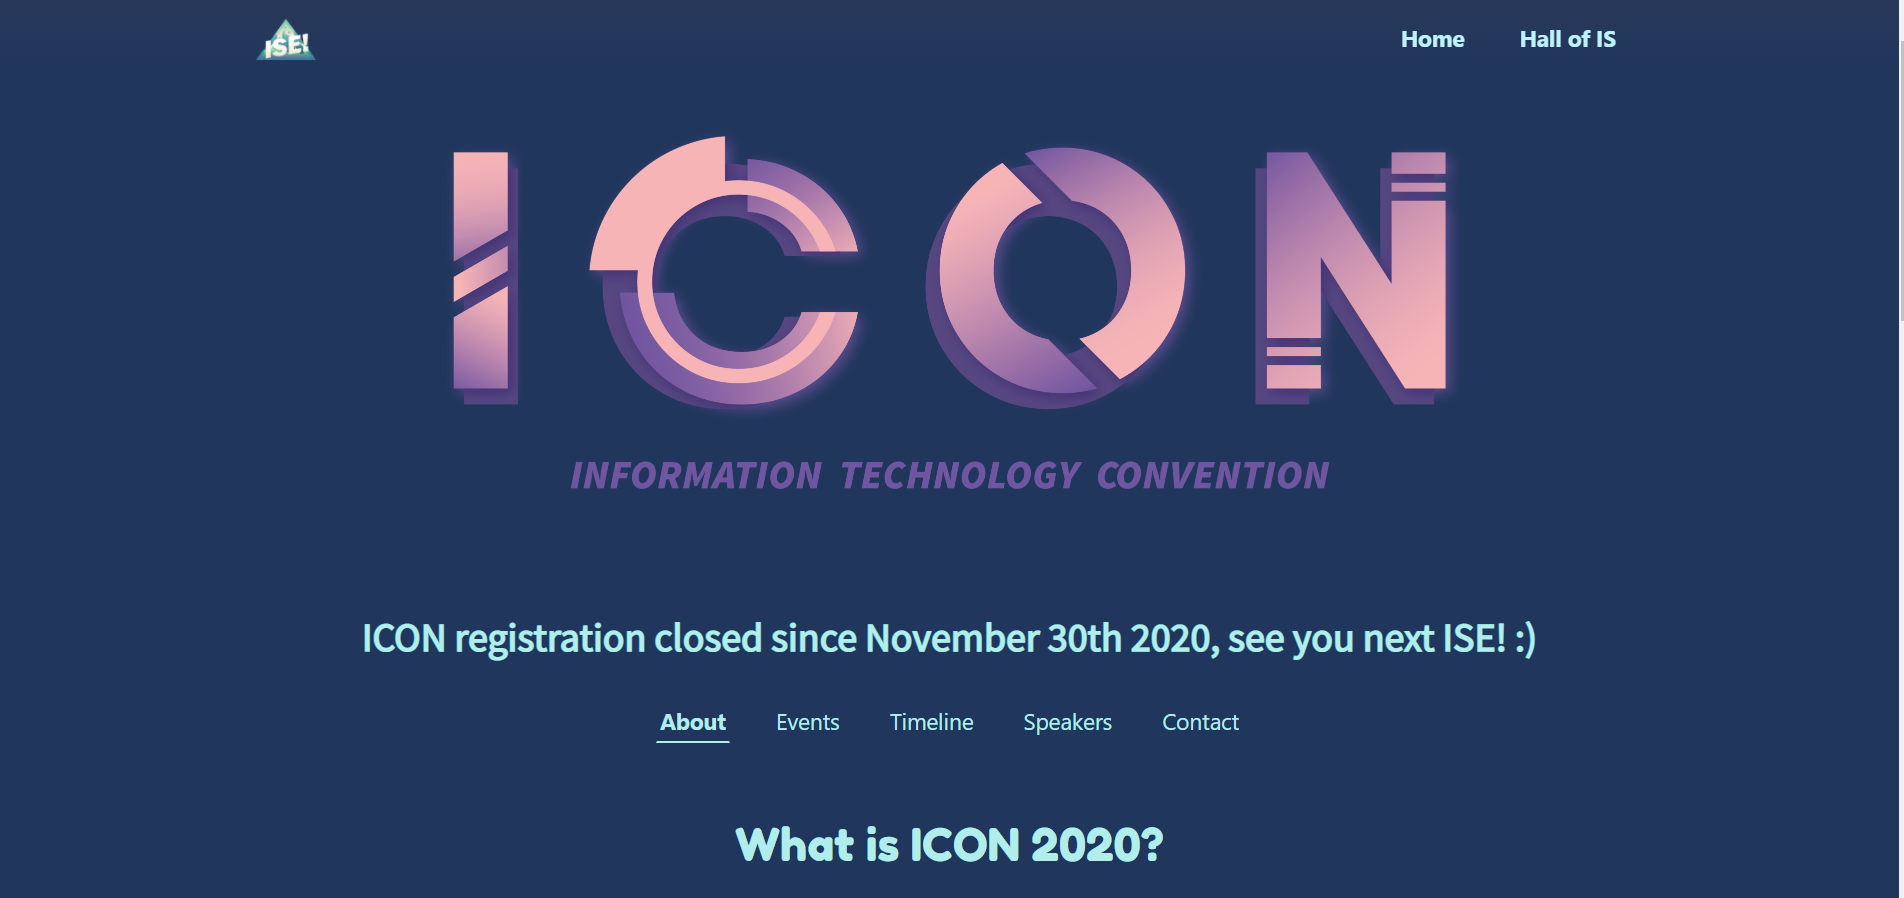 ISE!
Home
Hall of IS
ICON
INFORMATION TECHNOLOGY CONVENTION
ICON registration closed since November 30th 2020, see you next ISE! :)
About
Events
Timeline
Speakers
Contact
What is ICON 2020?